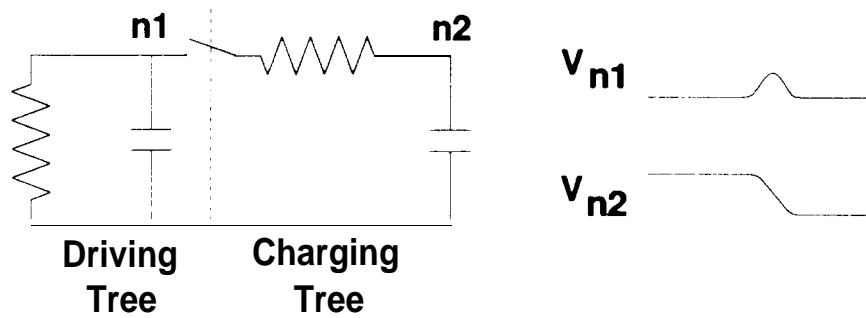 n1
n2
Vn1
Vn2
Driving
Tree
Charging
Tree